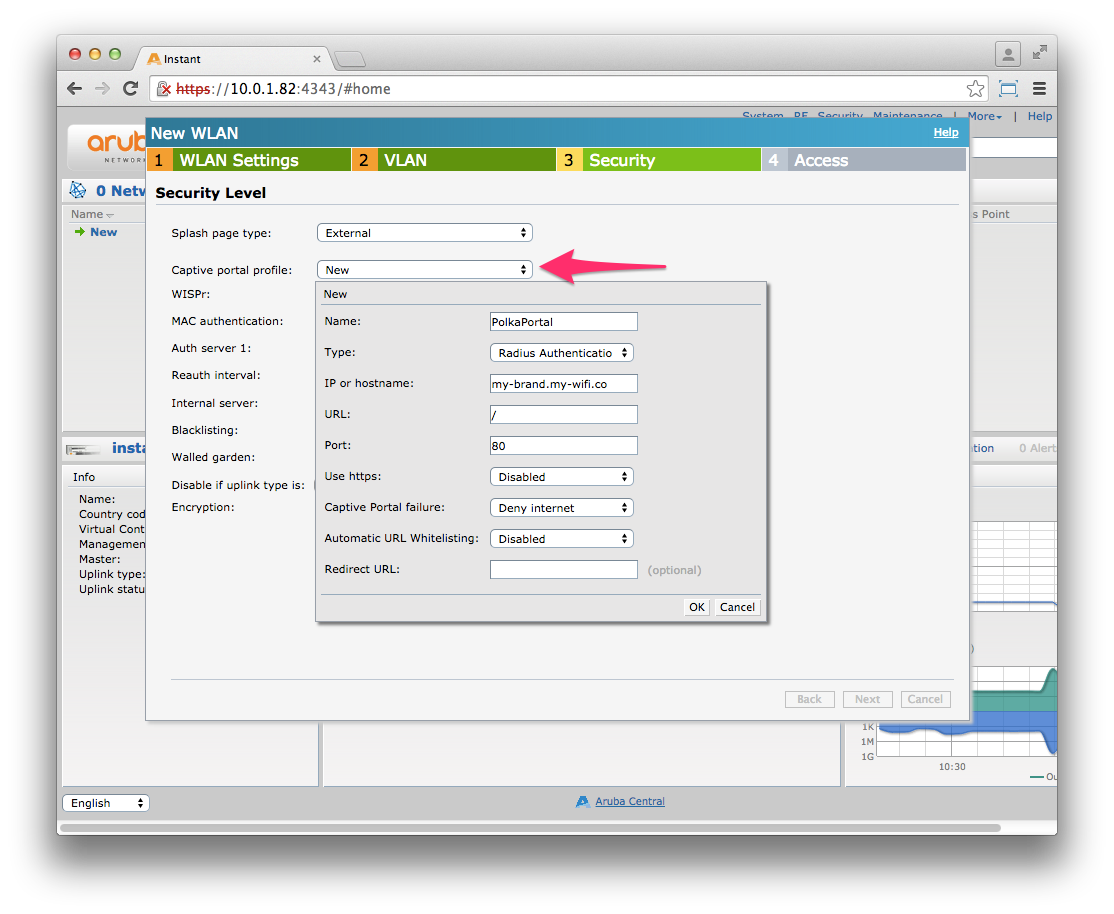 Instant
https://10.0.1.82:4343/#home
System RF Security Maintenance | More | Help
aruba
NETWORKS
New WLAN Help
1 WLAN Settings 2 VLAN 3 Security 4 Access
0 Netw
Security Level
Name
s Point
New
Splash page type: External
Captive portal profile: New
WISPr:
MAC authentication:
Auth server 1:
Reauth interval:
Internal server:
Blacklisting:
Walled garden:
Disable if uplink type is:
Encryption:
New
Name: PolkaPortal
Type: Radius Authenticatio
IP or hostname: my-brand.my-wifi.co
URL: /
Port: 80
Use https: Disabled
Captive Portal failure: Deny internet
Automatic URL Whitelisting: Disabled
Redirect URL: (optional)
OK Cancel
insta
tion 0 Alert
Info
Name:
Country cod
Virtual Cont
Management
Master:
Uplink type:
Uplink statu
Back Next Cancel
1K
1M
1G
10:30
Ou
English
Aruba Central